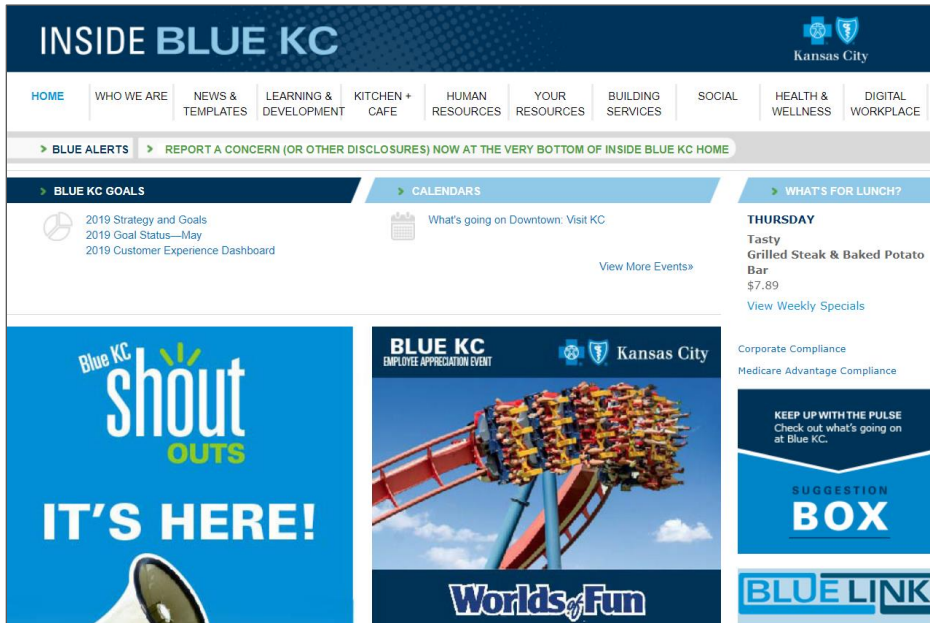 INSIDE BLUE KC
Kansas City
HOME
WHO WE ARE
NEWS &
TEMPLATES
LEARNING &
DEVELOPMENT
KITCHEN +
CAFE
HUMAN
RESOURCES
YOUR
RESOURCES
BUILDING
SERVICES
SOCIAL
HEALTH &
WELLNESS
DIGITAL
WORKPLACE
> BLUE ALERTS > REPORT A CONCERN (OR OTHER DISCLOSURES) NOW AT THE VERY BOTTOM OF INSIDE BLUE KC HOME
> BLUE KC GOALS
2019 Strategy and Goals
2019 Goal Status—May
2019 Customer Experience Dashboard
> CALENDARS
What's going on Downtown: Visit KC
View More Events»
> WHAT'S FOR LUNCH?
THURSDAY
Tasty
Grilled Steak & Baked Potato
Bar
$7.89
View Weekly Specials
Corporate Compliance
Medicare Advantage Compliance
Blue KC
shout
OUTS
IT'S HERE!
BLUE KC
EMPLOYEE APPRECIATION EVENT
Kansas City
Worlds of Fun
KEEP UP WITH THE PULSE
Check out what's going on
at Blue KC.
SUGGESTION
BOX
BLUE LINK